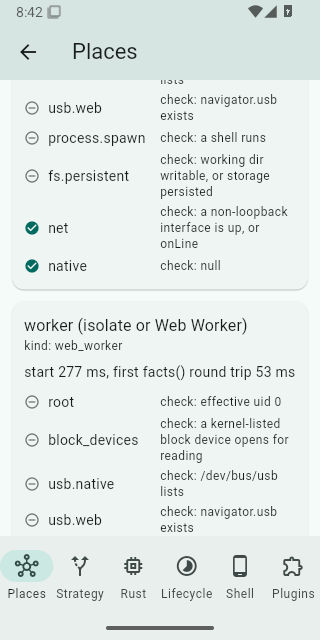 8:42
Places
lists
usb.web
check: navigator.usb
exists
process.spawn
check: a shell runs
fs.persistent
check: working dir
writable, or storage
persisted
net
check: a non-loopback
interface is up, or
onLine
native
check: null
worker (isolate or Web Worker)
kind: web_worker
start 277 ms, first facts() round trip 53 ms
root
check: effective uid 0
block_devices
check: a kernel-listed
block device opens for
reading
usb.native
check: /dev/bus/usb
lists
usb.web
check: navigator.usb
exists
Places Strategy Rust Lifecycle Shell Plugins